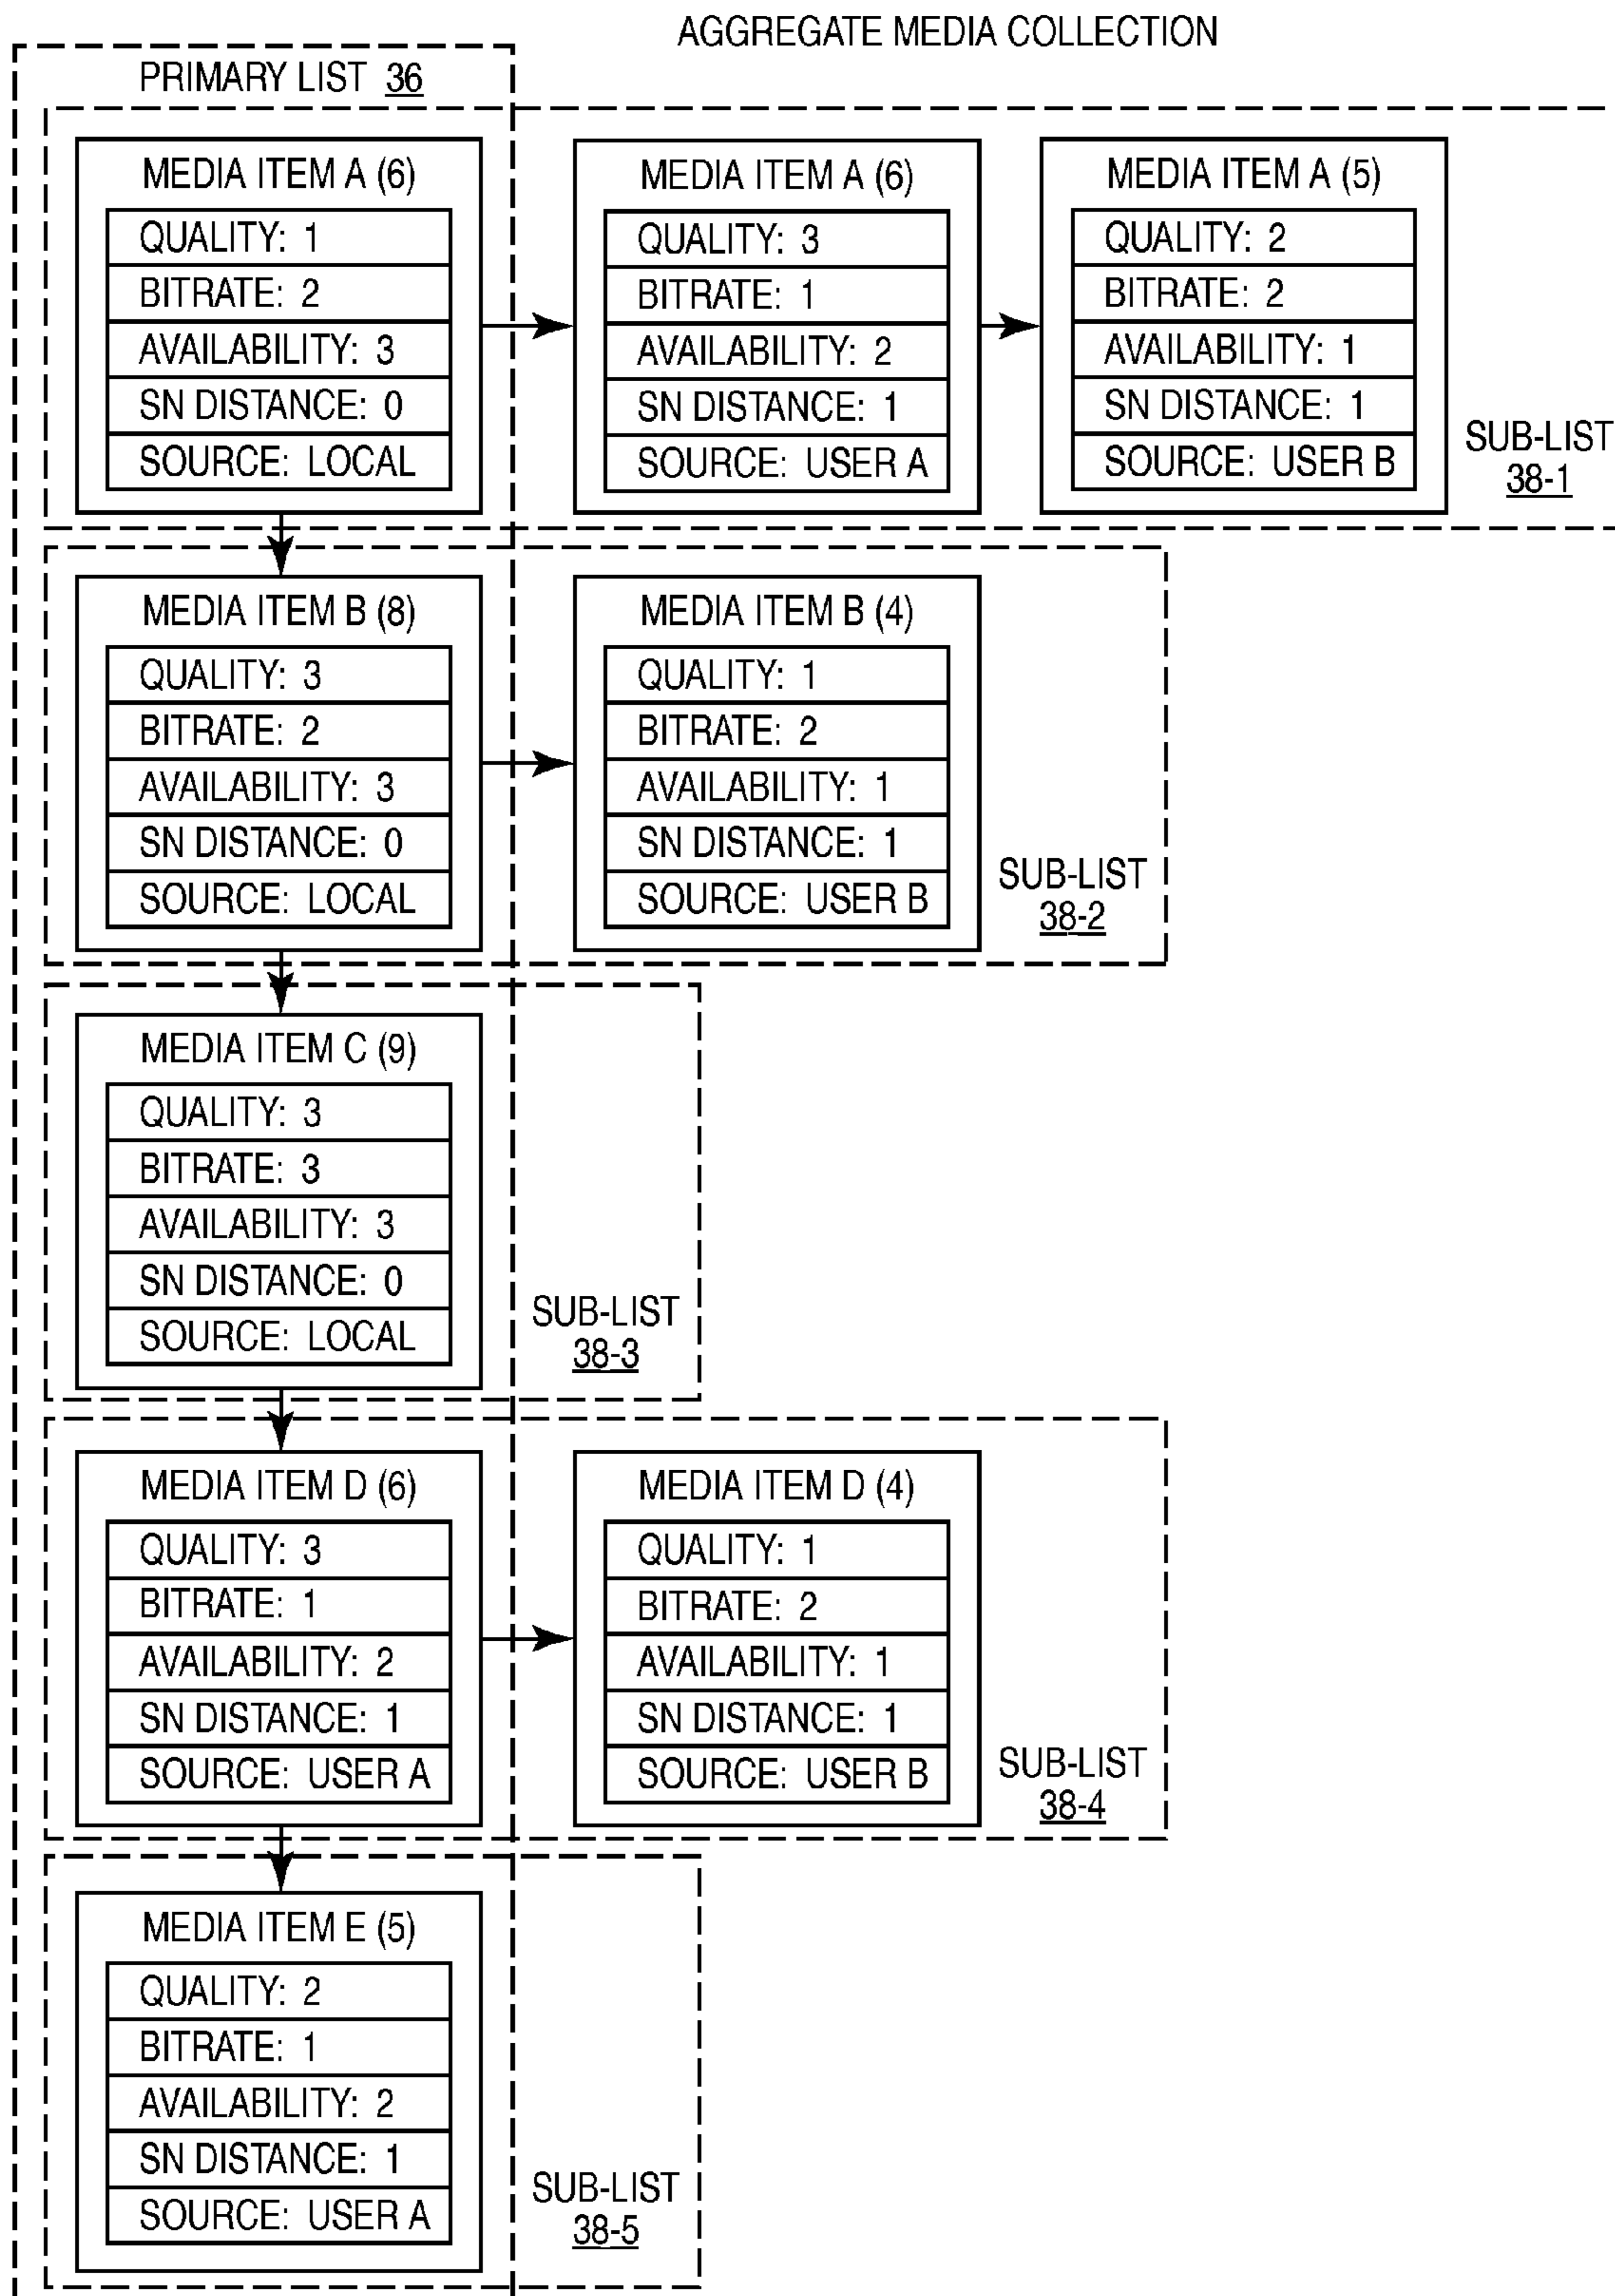 AGGREGATE MEDIA COLLECTION
PRIMARY LIST 36
MEDIA ITEM A (6)
QUALITY: 1
BITRATE: 2
AVAILABILITY: 3
SN DISTANCE: 0
SOURCE: LOCAL
MEDIA ITEM A (6)
QUALITY: 3
BITRATE: 1
AVAILABILITY: 2
SN DISTANCE: 1
SOURCE: USER A
MEDIA ITEM A (5)
QUALITY: 2
BITRATE: 2
AVAILABILITY: 1
SN DISTANCE: 1
SOURCE: USER B
SUB-LIST
38-1
MEDIA ITEM B (8)
QUALITY: 3
BITRATE: 2
AVAILABILITY: 3
SN DISTANCE: 0
SOURCE: LOCAL
MEDIA ITEM B (4)
QUALITY: 1
BITRATE: 2
AVAILABILITY: 1
SN DISTANCE: 1
SOURCE: USER B
SUB-LIST
38-2
MEDIA ITEM C (9)
QUALITY: 3
BITRATE: 3
AVAILABILITY: 3
SN DISTANCE: 0
SOURCE: LOCAL
SUB-LIST
38-3
MEDIA ITEM D (6)
QUALITY: 3
BITRATE: 1
AVAILABILITY: 2
SN DISTANCE: 1
SOURCE: USER A
MEDIA ITEM D (4)
QUALITY: 1
BITRATE: 2
AVAILABILITY: 1
SN DISTANCE: 1
SOURCE: USER B
SUB-LIST
38-4
MEDIA ITEM E (5)
QUALITY: 2
BITRATE: 1
AVAILABILITY: 2
SN DISTANCE: 1
SOURCE: USER A
SUB-LIST
38-5